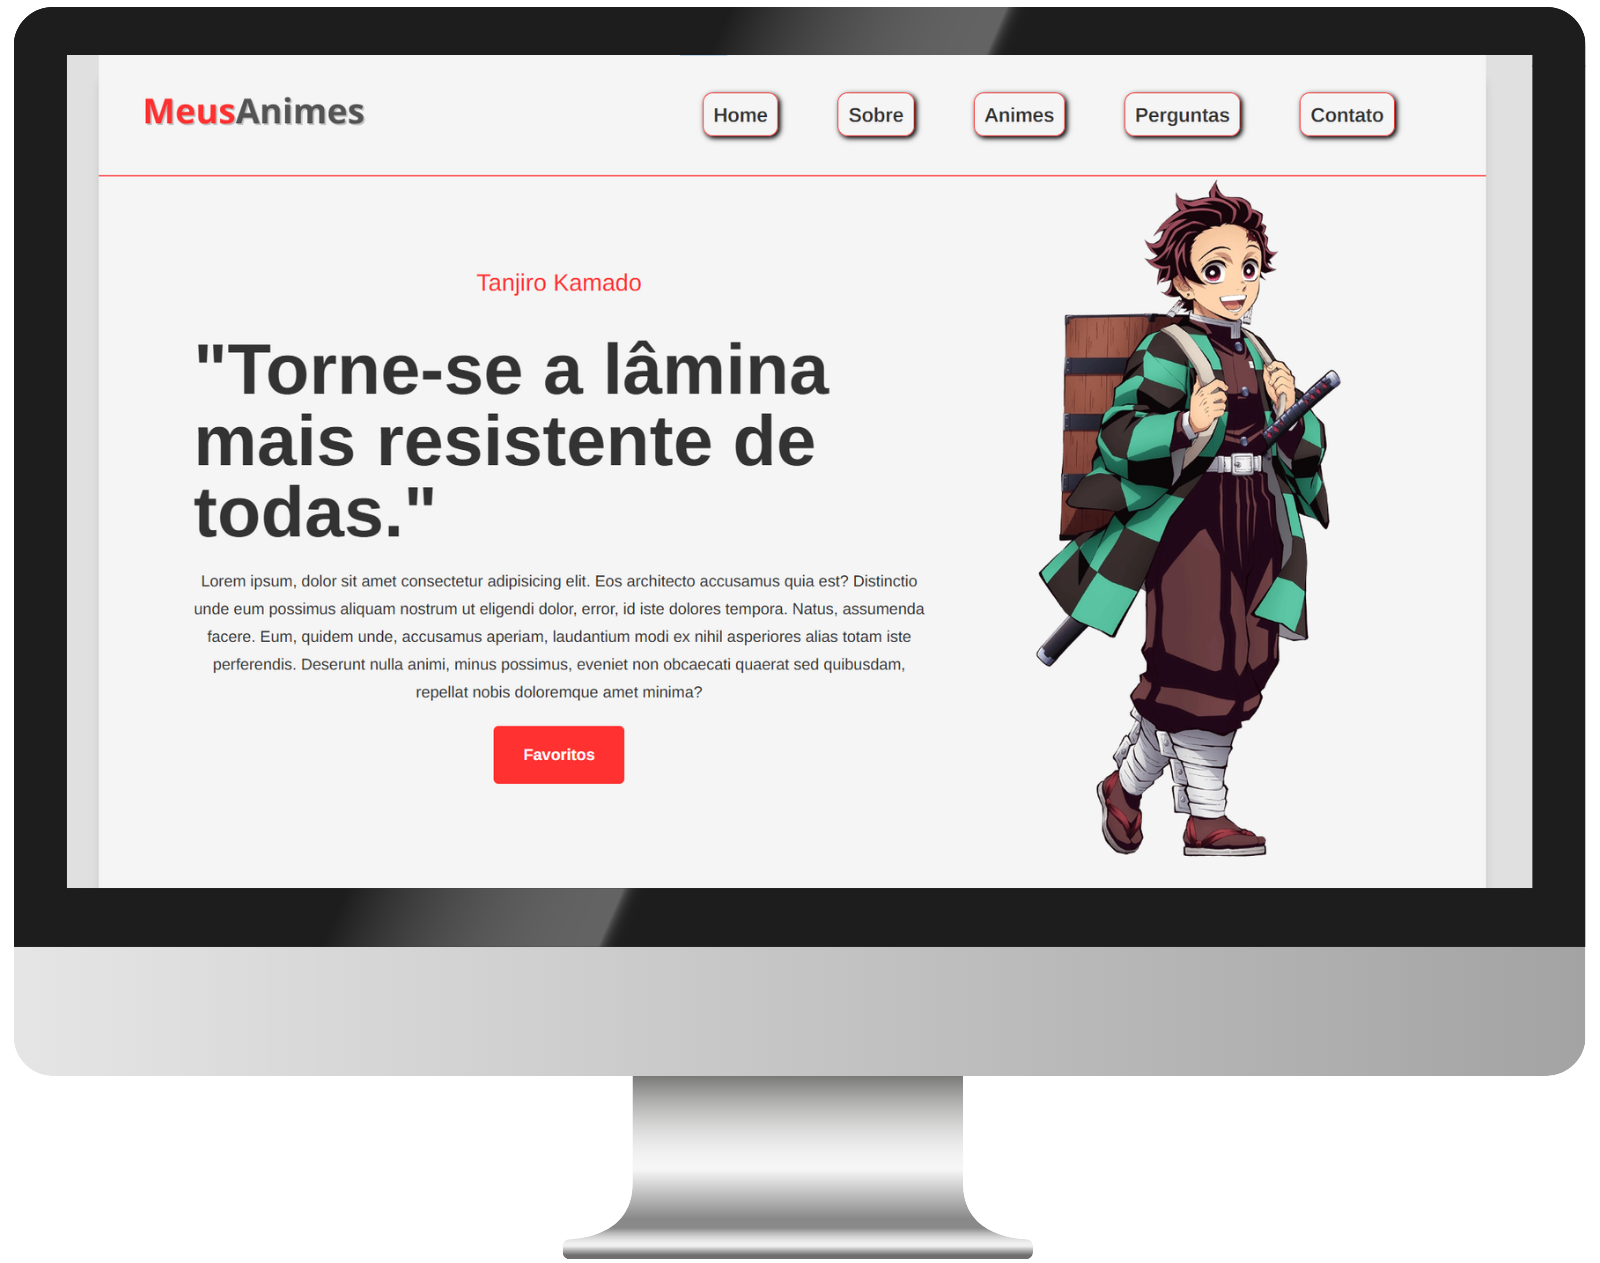 MeusAnimes
Home
Sobre
Animes
Perguntas
Contato
Tanjiro Kamado
"Torne-se a lâmina
mais resistente de
todas."
Lorem ipsum, dolor sit amet consectetur adipisicing elit. Eos architecto accusamus quia est? Distinctio
unde eum possimus aliquam nostrum ut eligendi dolor, error, id iste dolores tempora. Natus, assumenda
facere. Eum, quidem unde, accusamus aperiam, laudantium modi ex nihil asperiores alias totam iste
perferendis. Deserunt nulla animi, minus possimus, eveniet non obcaecati quaerat sed quibusdam,
repellat nobis doloremque amet minima?
Favoritos